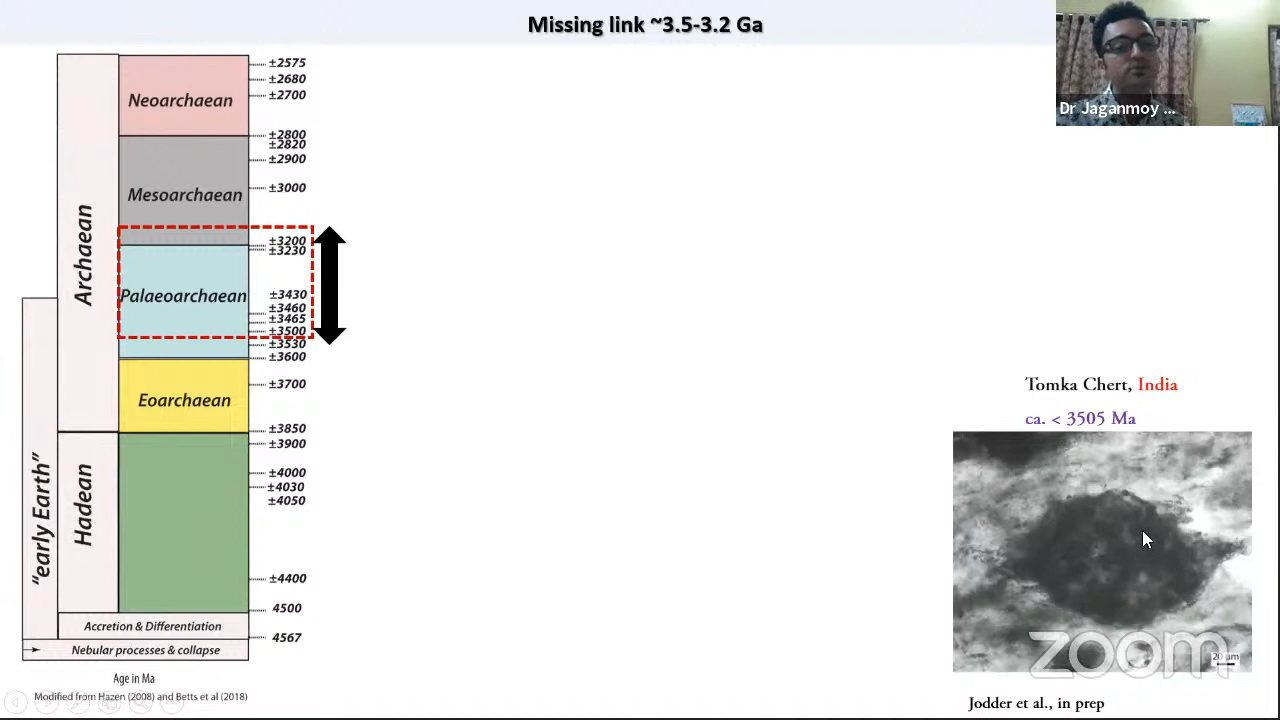 Missing link ~3.5-3.2 Ga
Dr Jaganmoy ...
Neoarchaean
Mesoarchaean
Palaeoarchaean
Eoarchaean
Archaean
Hadean
"early Earth"
±2575
±2680
±2700
±2800
±2820
±2900
±3000
±3200
±3230
±3430
±3460
±3465
±3500
±3530
±3600
±3700
±3850
±3900
±4000
±4030
±4050
±4400
4500
4567
Accretion & Differentiation
Nebular processes & collapse
Age in Ma
Modified from Hazen (2008) and Betts et al (2018)
Tomka Chert, India
ca. < 3505 Ma
20 µm
zoom
Jodder et al., in prep